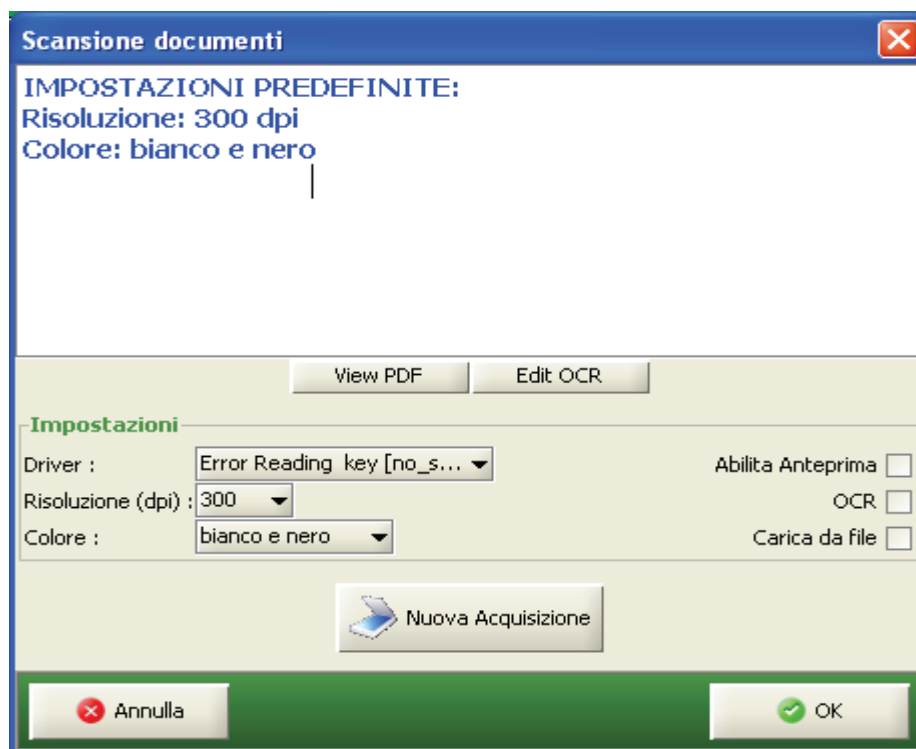 Scansione documenti
IMPOSTAZIONI PREDEFINITE:
Risoluzione: 300 dpi
Colore: bianco e nero
View PDF Edit OCR
Impostazioni
Driver : Error Reading key [no_s... Abilita Anteprima
Risoluzione (dpi) : 300 OCR
Colore : bianco e nero Carica da file
Nuova Acquisizione
Annulla OK